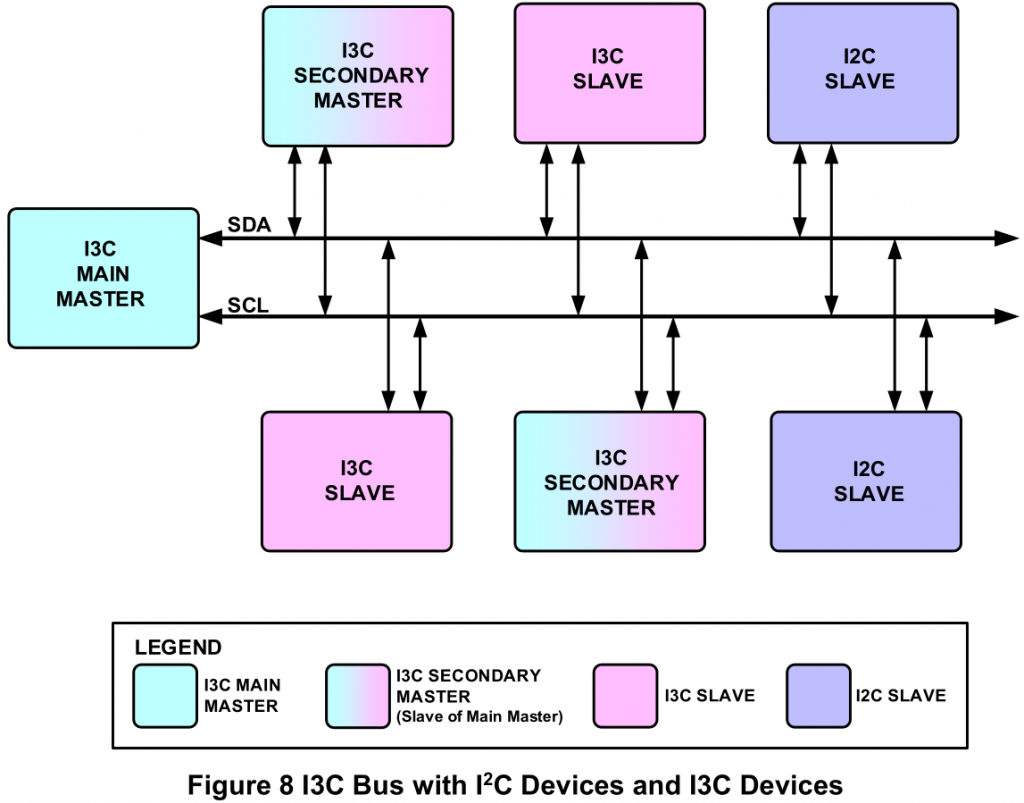 I3C
SECONDARY
MASTER
I3C
SLAVE
I2C
SLAVE
SDA
I3C
MAIN
MASTER
SCL
I3C
SLAVE
I3C
SECONDARY
MASTER
I2C
SLAVE
LEGEND
I3C MAIN
MASTER
I3C SECONDARY
MASTER
(Slave of Main Master)
I3C SLAVE
I2C SLAVE
Figure 8 I3C Bus with I²C Devices and I3C Devices